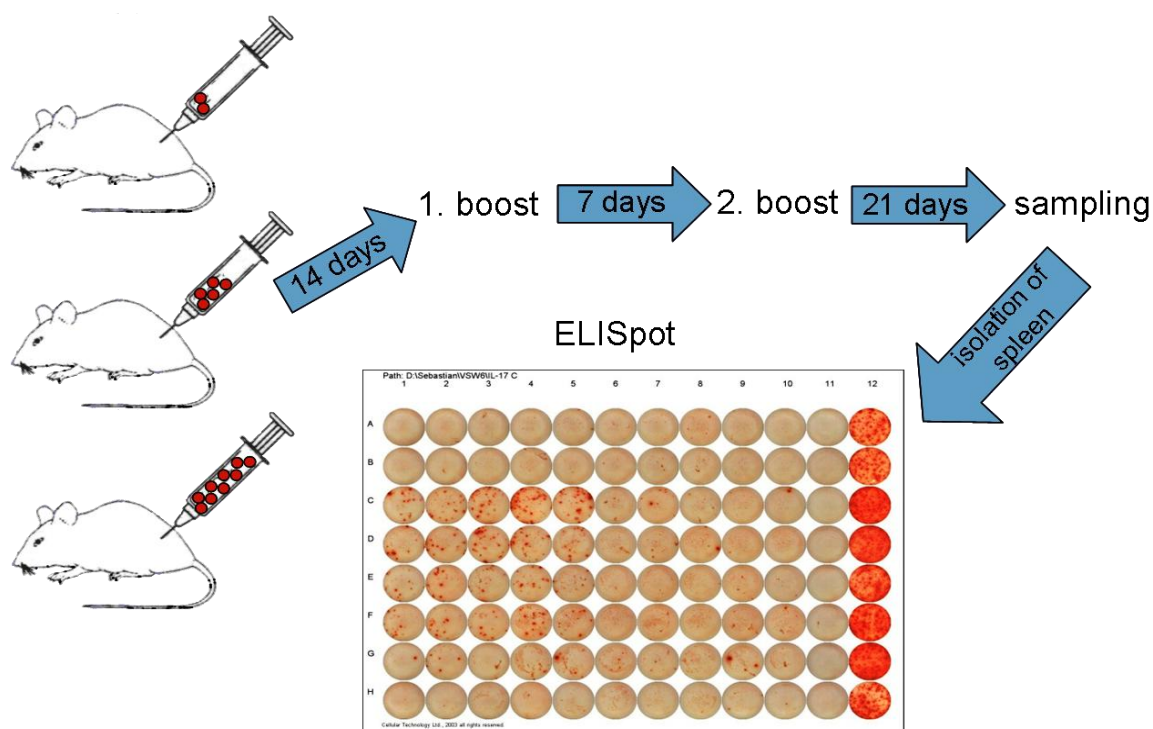 14 days
1. boost
7 days
2. boost
21 days
sampling
isolation of
spleen
ELISpot
Path: D:\Sebastian\VSW6\IL-17 C
1 2 3 4 5 6 7 8 9 10 11 12
A
B
C
D
E
F
G
H
Cellular Technology Ltd., 2003 all rights reserved